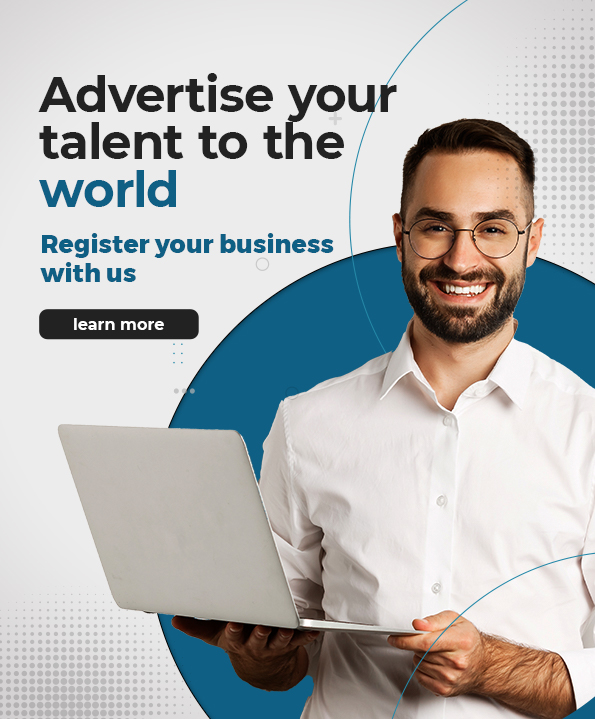 Advertise your
talent to the
world
Register your business
with us
learn more